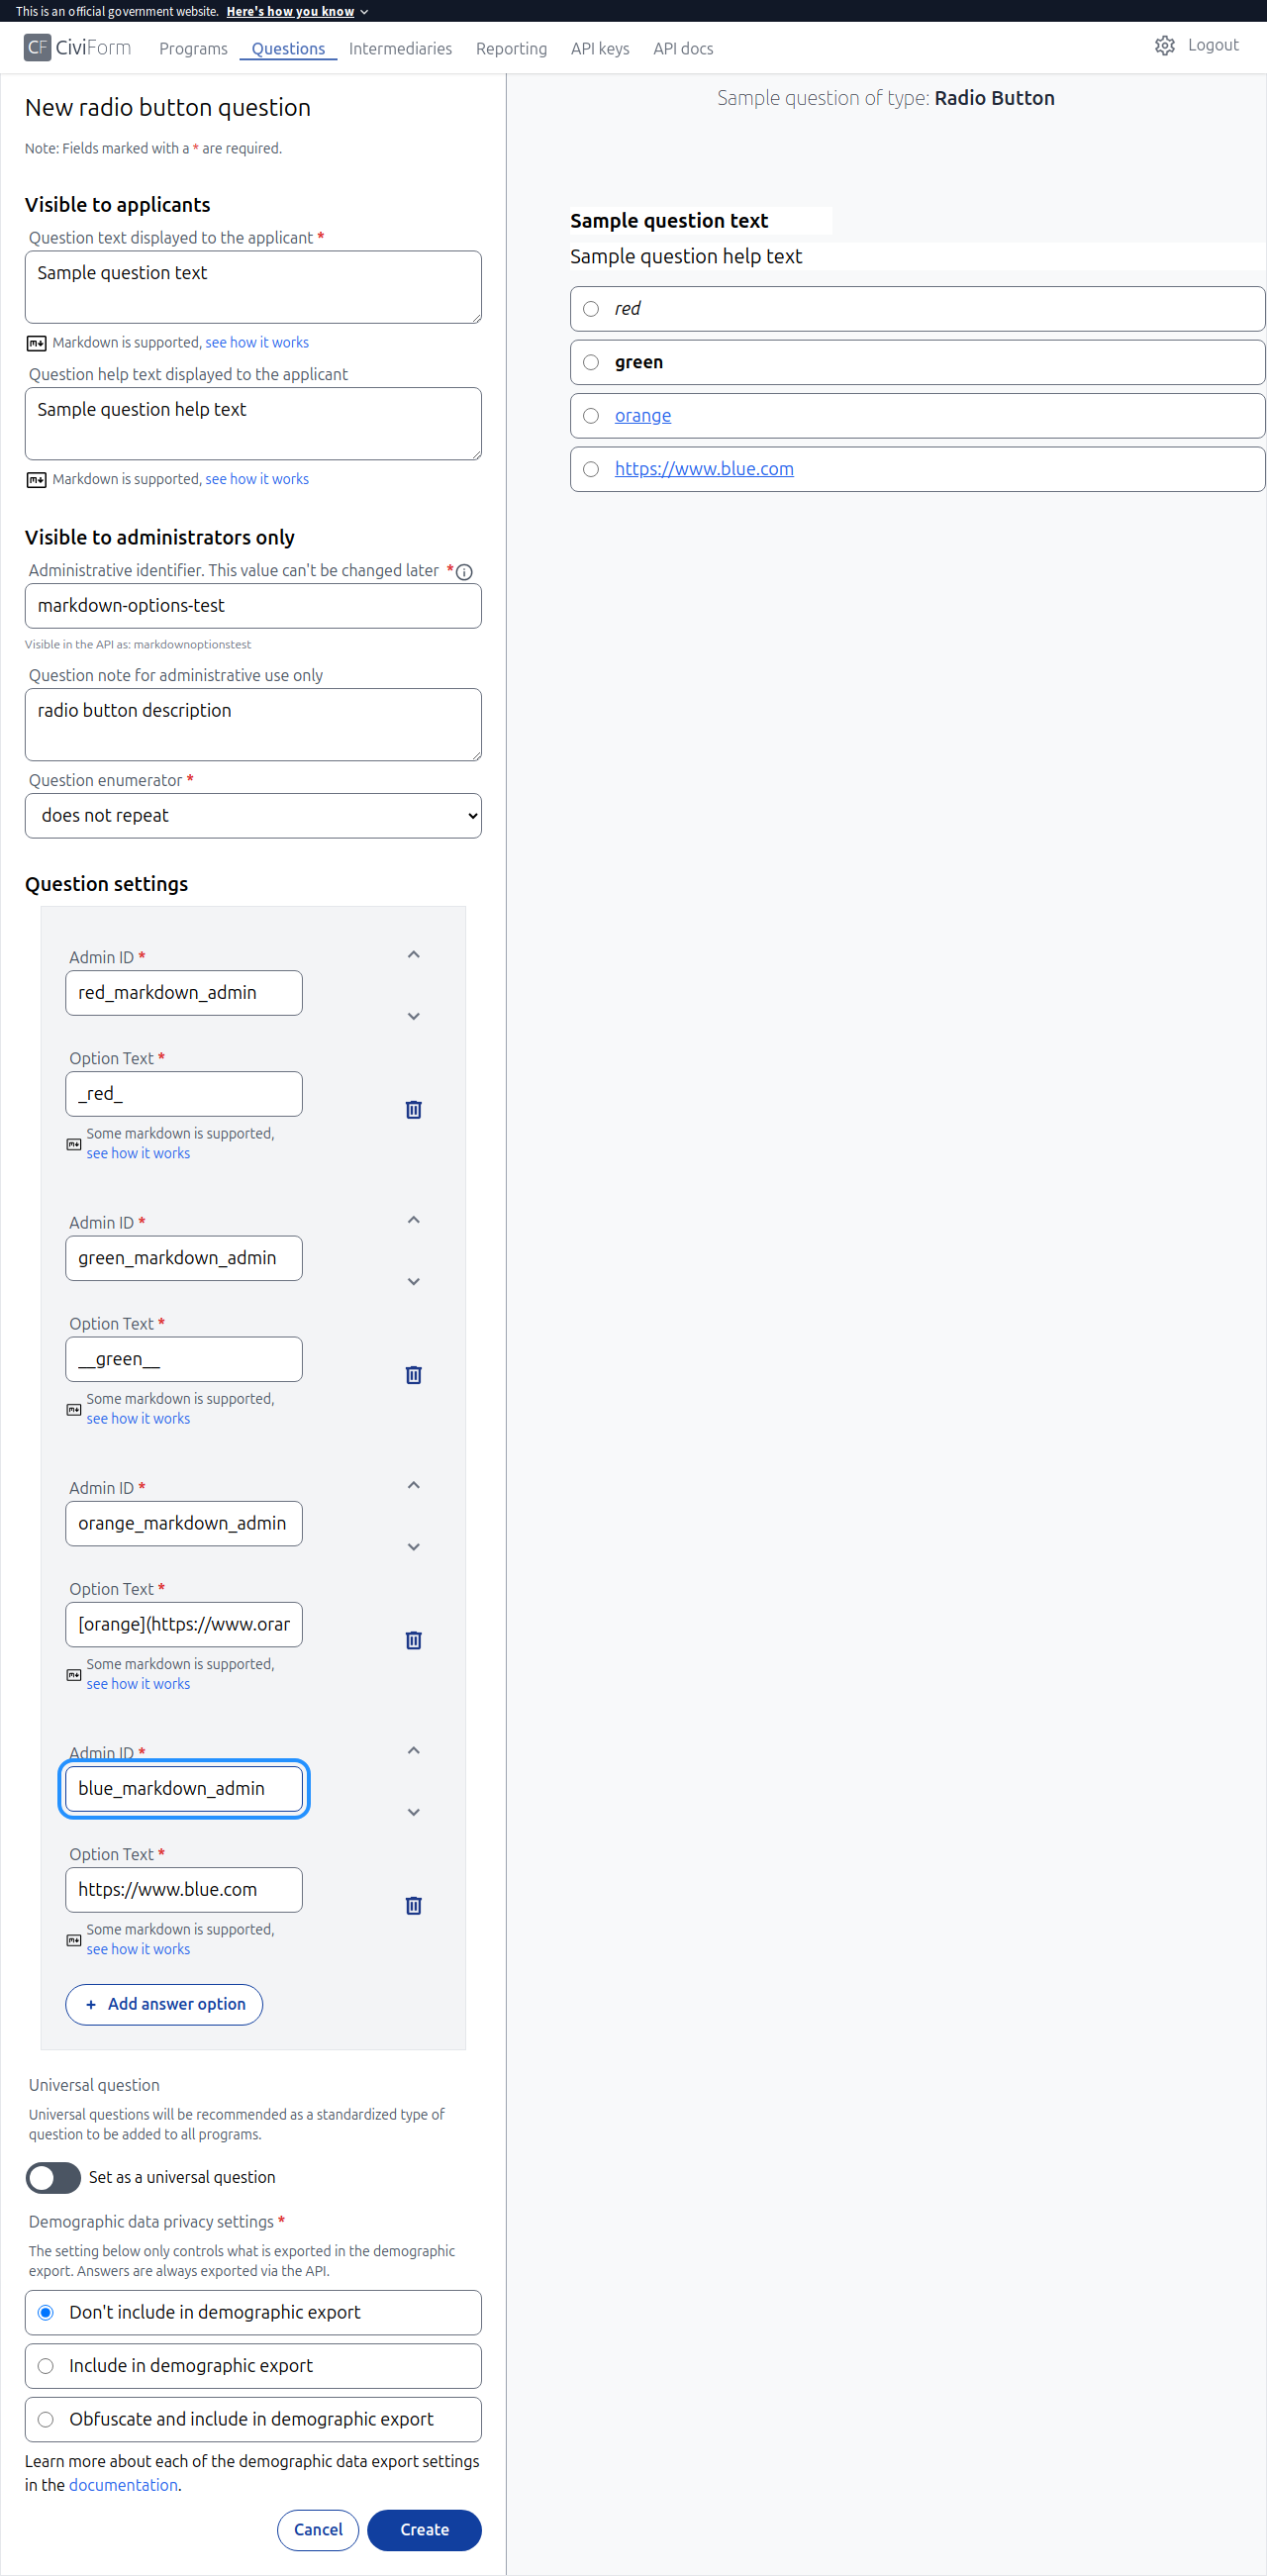 This is an official government website. Here's how you know
CF CiviForm Programs Questions Intermediaries Reporting API keys API docs Logout
New radio button question
Note: Fields marked with a * are required.
Visible to applicants
Question text displayed to the applicant *
Sample question text
Markdown is supported, see how it works
Question help text displayed to the applicant
Sample question help text
Markdown is supported, see how it works
Visible to administrators only
Administrative identifier. This value can't be changed later *
markdown-options-test
Visible in the API as: markdownoptionstest
Question note for administrative use only
radio button description
Question enumerator *
does not repeat
Question settings
Admin ID *
red_markdown_admin
Option Text *
_red_
Some markdown is supported,
see how it works
Admin ID *
green_markdown_admin
Option Text *
__green__
Some markdown is supported,
see how it works
Admin ID *
orange_markdown_admin
Option Text *
[orange](https://www.orar
Some markdown is supported,
see how it works
Admin ID *
blue_markdown_admin
Option Text *
https://www.blue.com
Some markdown is supported,
see how it works
+ Add answer option
Universal question
Universal questions will be recommended as a standardized type of
question to be added to all programs.
Set as a universal question
Demographic data privacy settings *
The setting below only controls what is exported in the demographic
export. Answers are always exported via the API.
Don't include in demographic export
Include in demographic export
Obfuscate and include in demographic export
Learn more about each of the demographic data export settings
in the documentation.
Cancel Create
Sample question of type: Radio Button
Sample question text
Sample question help text
red
green
orange
https://www.blue.com